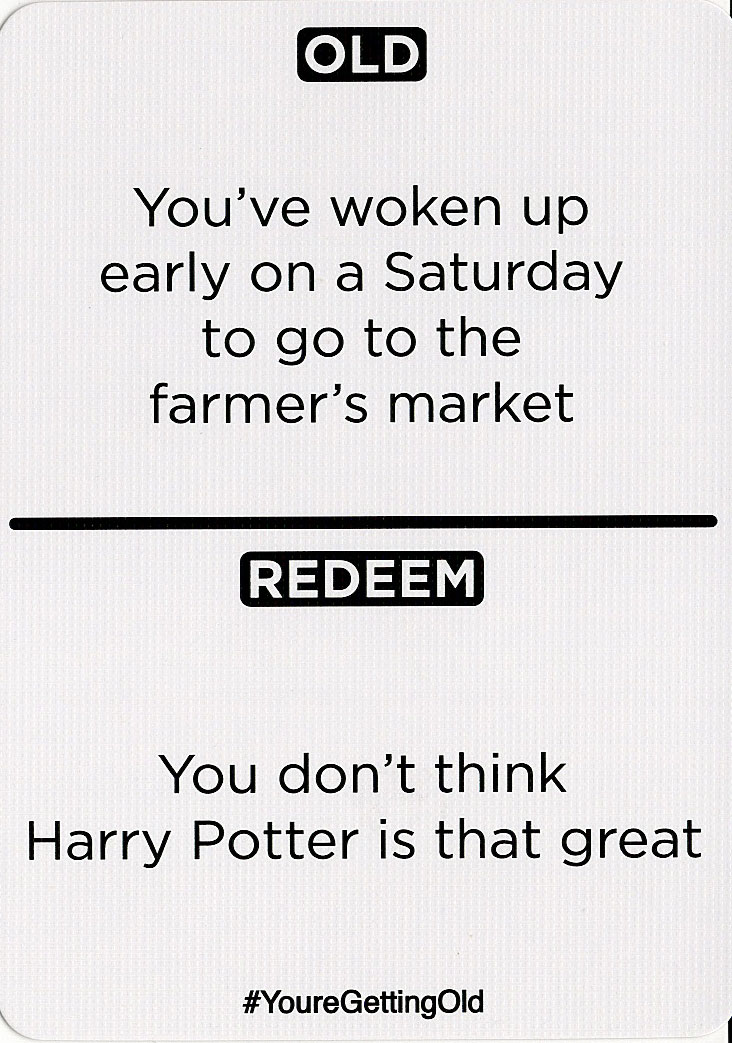 OLD
You’ve woken up
early on a Saturday
to go to the
farmer’s market
REDEEM
You don’t think
Harry Potter is that great
#YoureGettingOld